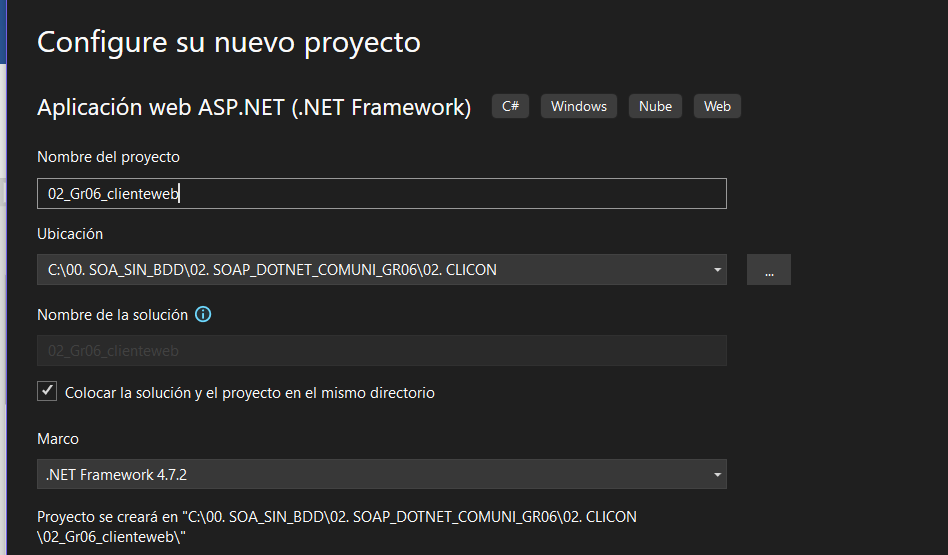 Configure su nuevo proyecto
Aplicación web ASP.NET (.NET Framework) C# Windows Nube Web
Nombre del proyecto
02_Gr06_clienteweb
Ubicación
C:\00. SOA_SIN_BDD\02. SOAP_DOTNET_COMUNI_GR06\02. CLICON
...
Nombre de la solución
02_Gr06_clienteweb
Colocar la solución y el proyecto en el mismo directorio
Marco
.NET Framework 4.7.2
Proyecto se creará en "C:\00. SOA_SIN_BDD\02. SOAP_DOTNET_COMUNI_GR06\02. CLICON
\02_Gr06_clienteweb\"